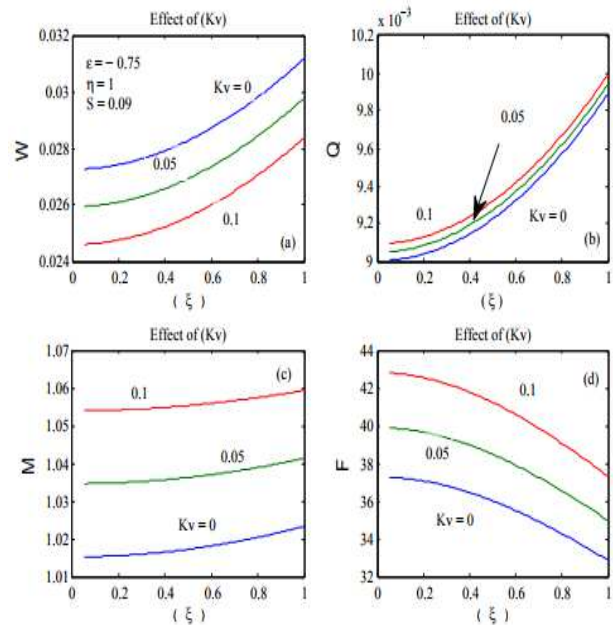 Effect of (Kv)
0.032
0.03
0.028
0.026
0.024
W
ε = − 0.75
η = 1
S = 0.09
Kv = 0
0.05
0.1
(a)
0 0.2 0.4 0.6 0.8 1
( ξ )
Effect of (Kv)
x 10⁻³
10.2
10
9.8
9.6
9.4
9.2
9
Q
0.05
0.1
Kv = 0
(b)
0 0.2 0.4 0.6 0.8 1
(ξ)
Effect of (Kv)
1.07
1.06
1.05
1.04
1.03
1.02
1.01
M
(c)
0.1
0.05
Kv = 0
0 0.2 0.4 0.6 0.8 1
( ξ )
Effect of (Kv)
44
42
40
38
36
34
32
F
(d)
0.1
0.05
Kv = 0
0 0.2 0.4 0.6 0.8 1
( ξ )